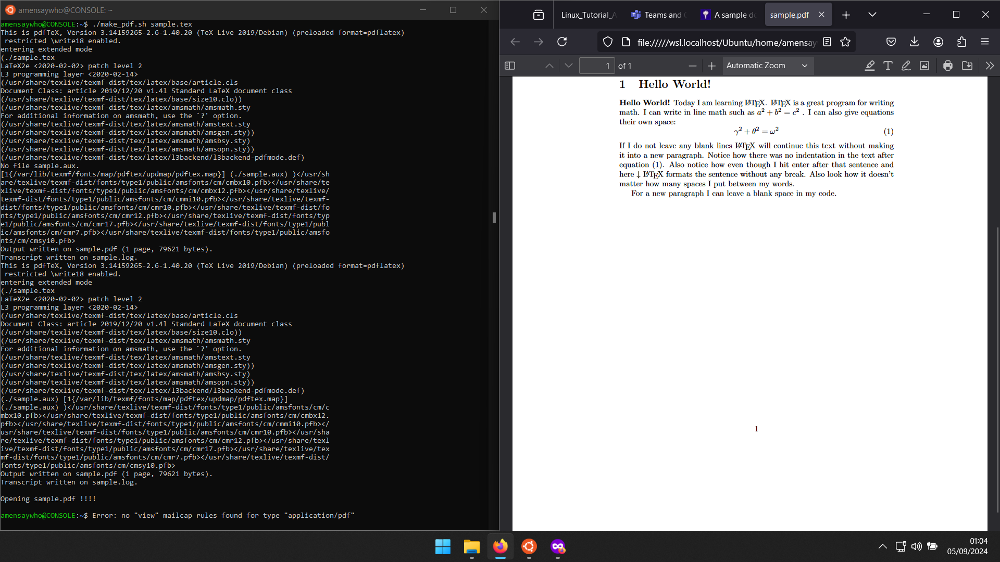 amensaywho@CONSOLE: ~
amensaywho@CONSOLE:~$ ./make_pdf.sh sample.tex
This is pdfTeX, Version 3.14159265-2.6-1.40.20 (TeX Live 2019/Debian) (preloaded format=pdflatex)
 restricted \write18 enabled.
entering extended mode
(./sample.tex
LaTeX2e <2020-02-02> patch level 2
L3 programming layer <2020-02-14>
(/usr/share/texlive/texmf-dist/tex/latex/base/article.cls
Document Class: article 2019/12/20 v1.4l Standard LaTeX document class
(/usr/share/texlive/texmf-dist/tex/latex/base/size10.clo))
(/usr/share/texlive/texmf-dist/tex/latex/amsmath/amsmath.sty
For additional information on amsmath, use the `?' option.
(/usr/share/texlive/texmf-dist/tex/latex/amsmath/amstext.sty
(/usr/share/texlive/texmf-dist/tex/latex/amsmath/amsgen.sty))
(/usr/share/texlive/texmf-dist/tex/latex/amsmath/amsbsy.sty)
(/usr/share/texlive/texmf-dist/tex/latex/amsmath/amsopn.sty))
(/usr/share/texlive/texmf-dist/tex/latex/l3backend/l3backend-pdfmode.def)
No file sample.aux.
[1{/var/lib/texmf/fonts/map/pdftex/updmap/pdftex.map}] (./sample.aux) )</usr/sh
are/texlive/texmf-dist/fonts/type1/public/amsfonts/cm/cmbx10.pfb></usr/share/te
xlive/texmf-dist/fonts/type1/public/amsfonts/cm/cmbx12.pfb></usr/share/texlive/
texmf-dist/fonts/type1/public/amsfonts/cm/cmmi10.pfb></usr/share/texlive/texmf-
dist/fonts/type1/public/amsfonts/cm/cmr10.pfb></usr/share/texlive/texmf-dist/fo
nts/type1/public/amsfonts/cm/cmr12.pfb></usr/share/texlive/texmf-dist/fonts/typ
e1/public/amsfonts/cm/cmr17.pfb></usr/share/texlive/texmf-dist/fonts/type1/publ
ic/amsfonts/cm/cmr7.pfb></usr/share/texlive/texmf-dist/fonts/type1/public/amsfo
nts/cm/cmsy10.pfb>
Output written on sample.pdf (1 page, 79621 bytes).
Transcript written on sample.log.
This is pdfTeX, Version 3.14159265-2.6-1.40.20 (TeX Live 2019/Debian) (preloaded format=pdflatex)
 restricted \write18 enabled.
entering extended mode
(./sample.tex
LaTeX2e <2020-02-02> patch level 2
L3 programming layer <2020-02-14>
(/usr/share/texlive/texmf-dist/tex/latex/base/article.cls
Document Class: article 2019/12/20 v1.4l Standard LaTeX document class
(/usr/share/texlive/texmf-dist/tex/latex/base/size10.clo))
(/usr/share/texlive/texmf-dist/tex/latex/amsmath/amsmath.sty
For additional information on amsmath, use the `?' option.
(/usr/share/texlive/texmf-dist/tex/latex/amsmath/amstext.sty
(/usr/share/texlive/texmf-dist/tex/latex/amsmath/amsgen.sty))
(/usr/share/texlive/texmf-dist/tex/latex/amsmath/amsbsy.sty)
(/usr/share/texlive/texmf-dist/tex/latex/amsmath/amsopn.sty))
(/usr/share/texlive/texmf-dist/tex/latex/l3backend/l3backend-pdfmode.def)
(./sample.aux) [1{/var/lib/texmf/fonts/map/pdftex/updmap/pdftex.map}]
(./sample.aux) )</usr/share/texlive/texmf-dist/fonts/type1/public/amsfonts/cm/c
mbx10.pfb></usr/share/texlive/texmf-dist/fonts/type1/public/amsfonts/cm/cmbx12.
pfb></usr/share/texlive/texmf-dist/fonts/type1/public/amsfonts/cm/cmmi10.pfb></
usr/share/texlive/texmf-dist/fonts/type1/public/amsfonts/cm/cmr10.pfb></usr/sha
re/texlive/texmf-dist/fonts/type1/public/amsfonts/cm/cmr12.pfb></usr/share/texl
ive/texmf-dist/fonts/type1/public/amsfonts/cm/cmr17.pfb></usr/share/texlive/tex
mf-dist/fonts/type1/public/amsfonts/cm/cmr7.pfb></usr/share/texlive/texmf-dist/
fonts/type1/public/amsfonts/cm/cmsy10.pfb>
Output written on sample.pdf (1 page, 79621 bytes).
Transcript written on sample.log.
Opening sample.pdf !!!!
amensaywho@CONSOLE:~$ Error: no "view" mailcap rules found for type "application/pdf"
Linux_Tutorial_A
Teams and C
A sample do
sample.pdf
file://///wsl.localhost/Ubuntu/home/amensay
1 of 1
Automatic Zoom
1 Hello World!
Hello World! Today I am learning LATEX. LATEX is a great program for writing
math. I can write in line math such as a² + b² = c² . I can also give equations
their own space:
γ² + θ² = ω² (1)
If I do not leave any blank lines LATEX will continue this text without making
it into a new paragraph. Notice how there was no indentation in the text after
equation (1). Also notice how even though I hit enter after that sentence and
here ↓ LATEX formats the sentence without any break. Also look how it doesn't
matter how many spaces I put between my words.
For a new paragraph I can leave a blank space in my code.
1
01:04
05/09/2024